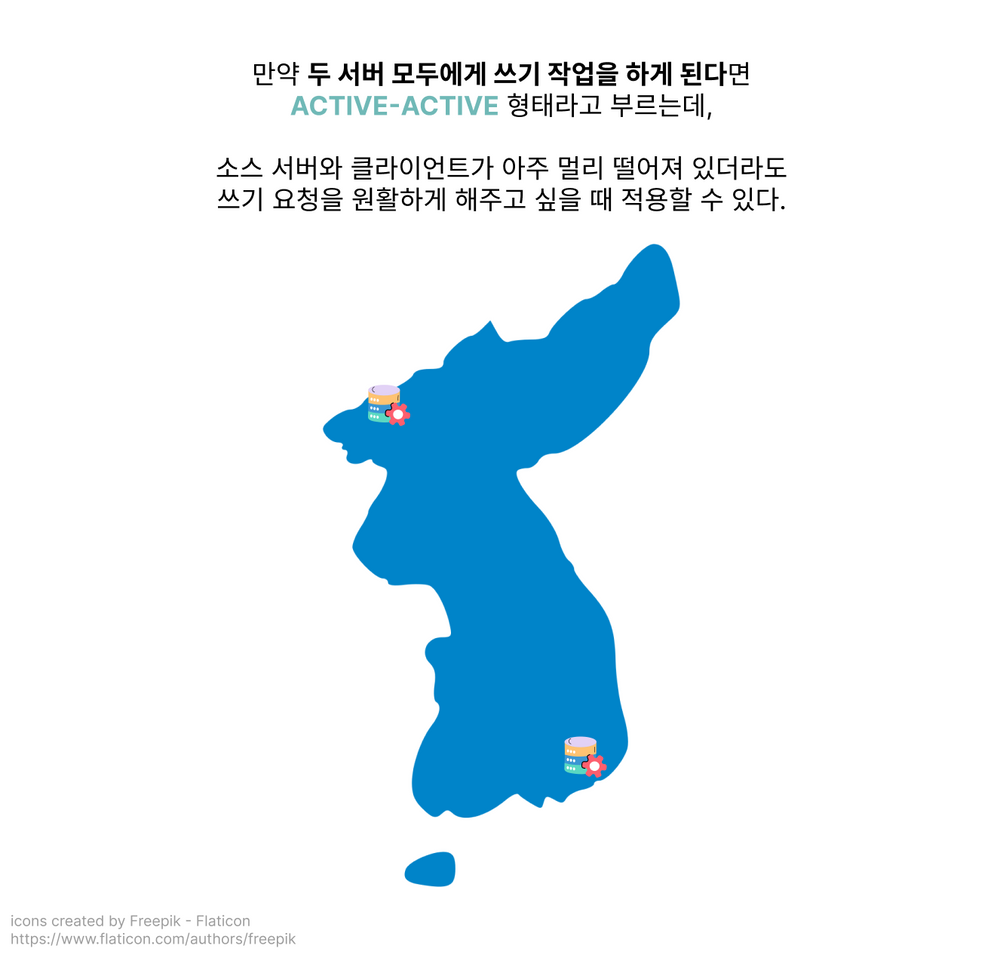 만약 두 서버 모두에게 쓰기 작업을 하게 된다면
ACTIVE-ACTIVE 형태라고 부르는데,
소스 서버와 클라이언트가 아주 멀리 떨어져 있더라도
쓰기 요청을 원활하게 해주고 싶을 때 적용할 수 있다.
icons created by Freepik - Flaticon
https://www.flaticon.com/authors/freepik